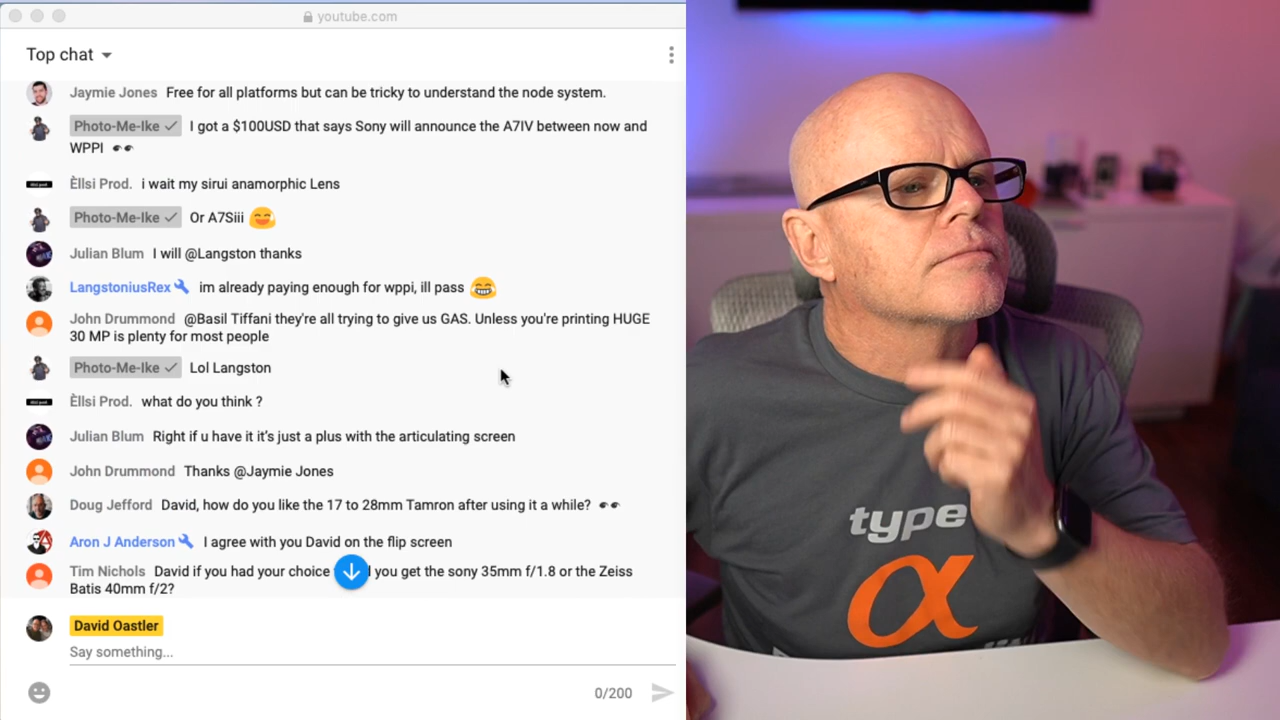 youtube.com
Top chat
Jaymie Jones Free for all platforms but can be tricky to understand the node system.
Photo-Me-Ike ✓ I got a $100USD that says Sony will announce the A7IV between now and
WPPI 👀
Èllsi Prod. i wait my sirui anamorphic Lens
Photo-Me-Ike ✓ Or A7Siii 😅
Julian Blum I will @Langston thanks
LangstoniusRex im already paying enough for wppi, ill pass 😂
John Drummond @Basil Tiffani they're all trying to give us GAS. Unless you're printing HUGE
30 MP is plenty for most people
Photo-Me-Ike ✓ Lol Langston
Èllsi Prod. what do you think ?
Julian Blum Right if u have it it's just a plus with the articulating screen
John Drummond Thanks @Jaymie Jones
Doug Jefford David, how do you like the 17 to 28mm Tamron after using it a while? 👀
Aron J Anderson I agree with you David on the flip screen
Tim Nichols David if you had your choice you get the sony 35mm f/1.8 or the Zeiss
Batis 40mm f/2?
David Oastler
Say something...
0/200
type
α